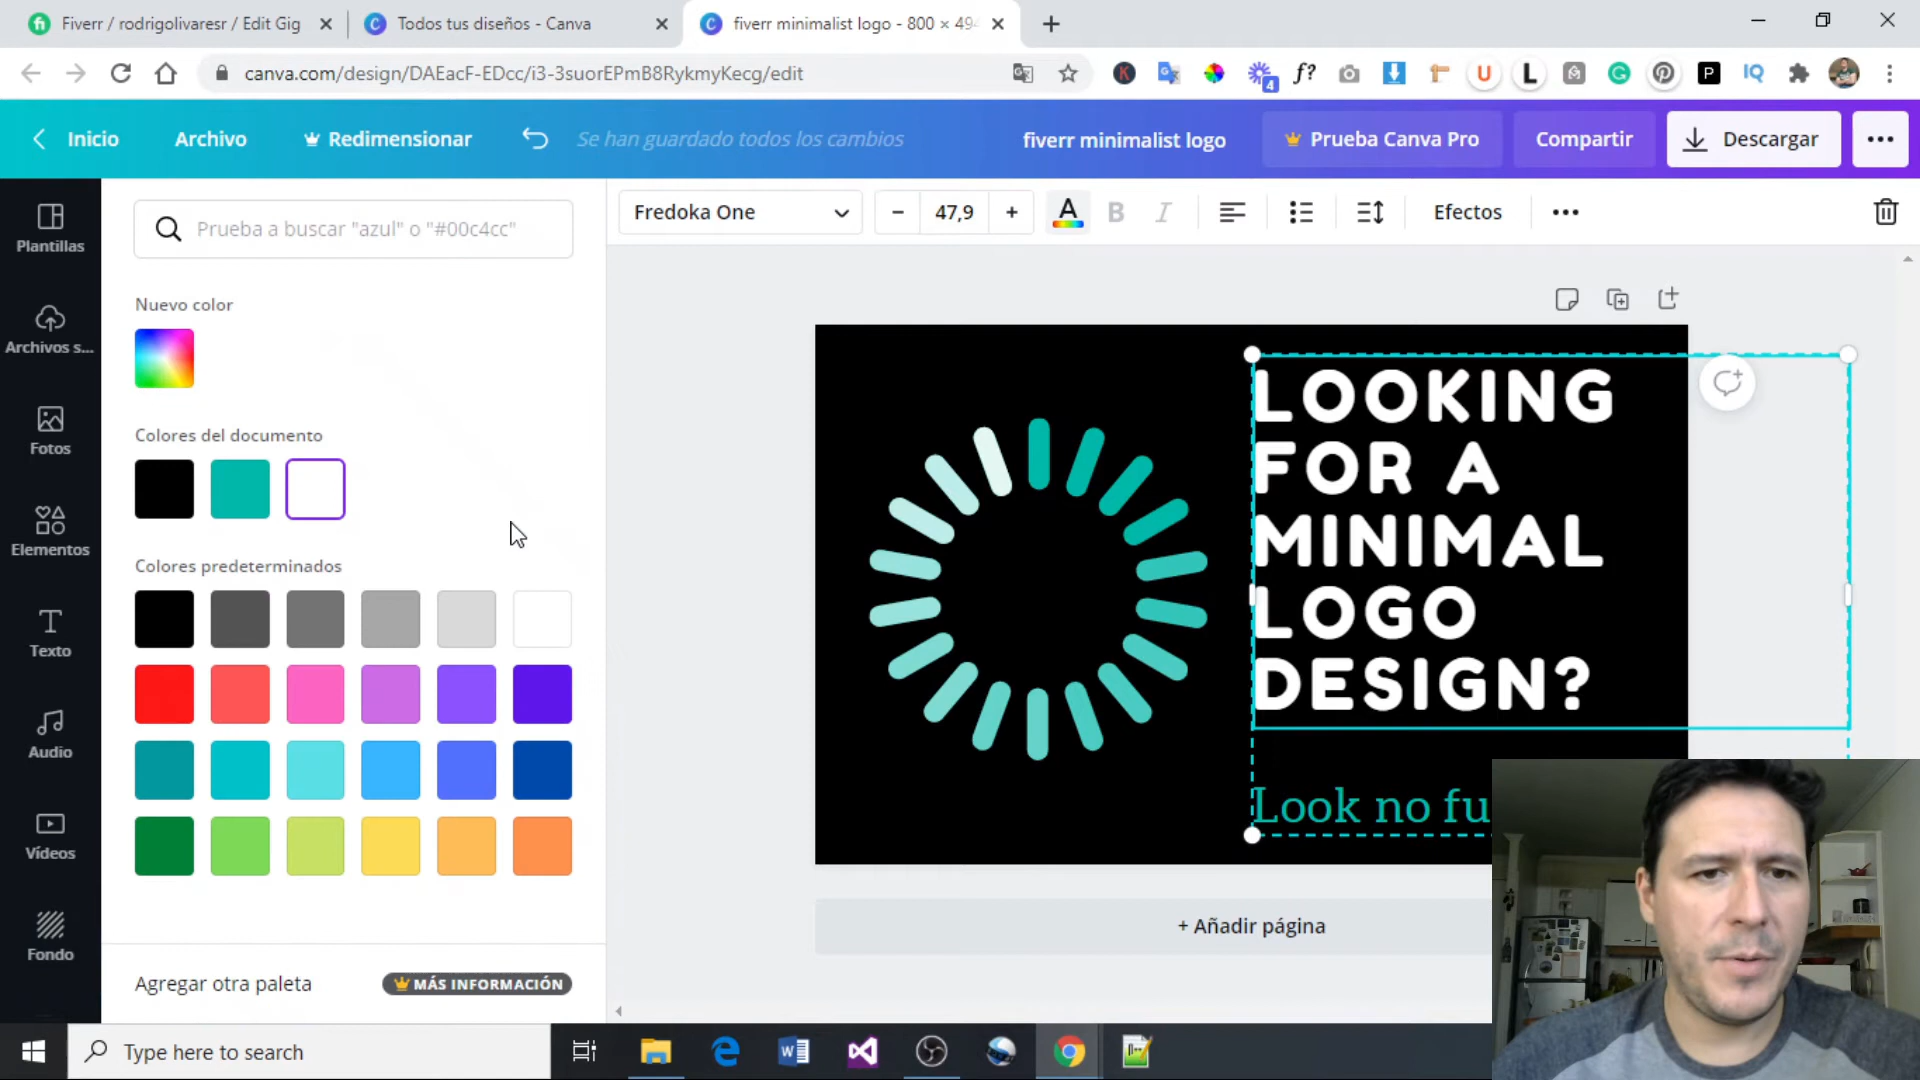 Fiverr / rodrigolivaresr / Edit Gig
Todos tus diseños - Canva
fiverr minimalist logo - 800 × 494
canva.com/design/DAEacF-EDcc/i3-3suorEPmB8RykmyKecg/edit
Inicio
Archivo
Redimensionar
Se han guardado todos los cambios
fiverr minimalist logo
Prueba Canva Pro
Compartir
Descargar
Plantillas
Archivos s...
Fotos
Elementos
Texto
Audio
Vídeos
Fondo
Prueba a buscar "azul" o "#00c4cc"
Nuevo color
Colores del documento
Colores predeterminados
Agregar otra paleta
MÁS INFORMACIÓN
Fredoka One
47,9
A
B
I
Efectos
LOOKING
FOR A
MINIMAL
LOGO
DESIGN?
Look no fu
+ Añadir página
Type here to search